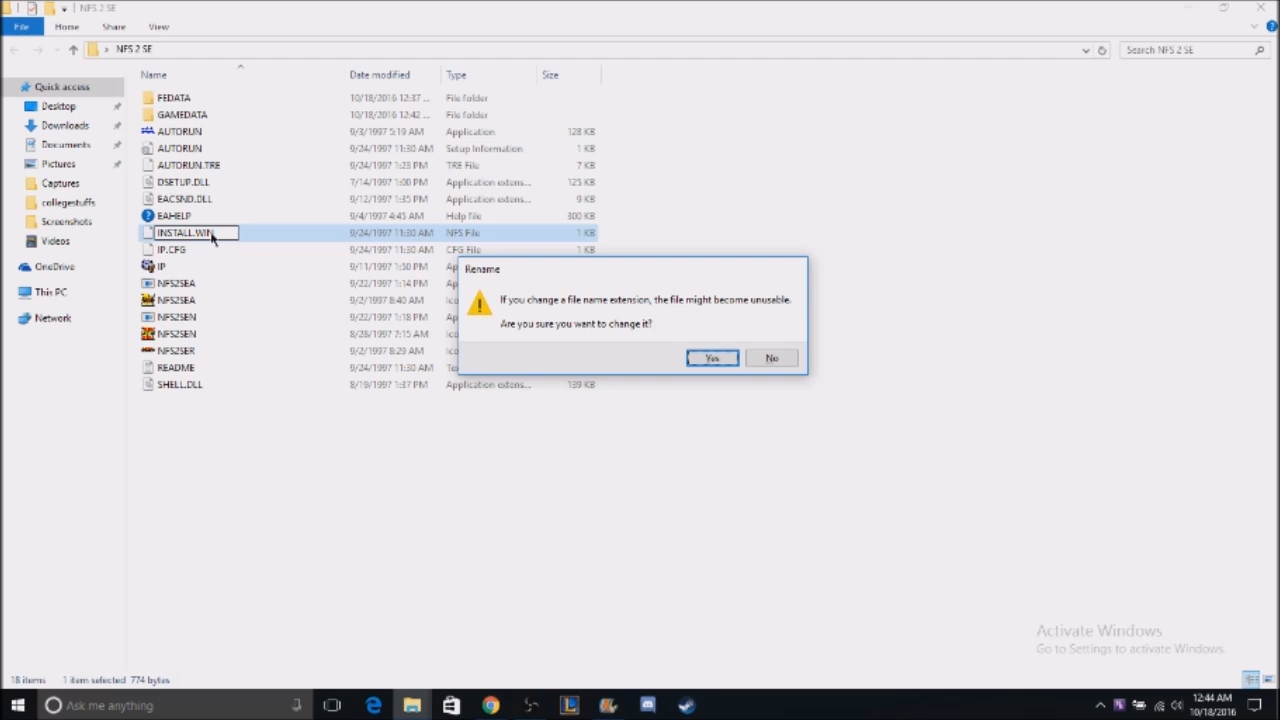 NFS 2 SE
File Home Share View
NFS 2 SE
Search NFS 2 SE
Name Date modified Type Size
Quick access
Desktop
Downloads
Documents
Pictures
Captures
collegestuffs
Screenshots
Videos
OneDrive
This PC
Network
FEDATA 10/18/2016 12:37 ... File folder
GAMEDATA 10/18/2016 12:42 ... File folder
AUTORUN 9/3/1997 5:19 AM Application 128 KB
AUTORUN 9/24/1997 11:30 AM Setup Information 1 KB
AUTORUN.TRE 9/24/1997 1:23 PM TRE File 7 KB
DSETUP.DLL 7/14/1997 1:00 PM Application extens... 125 KB
EACSND.DLL 9/12/1997 1:35 PM Application extens... 9 KB
EAHELP 9/4/1997 4:45 AM Help file 300 KB
INSTALL.WIN 9/24/1997 11:30 AM NFS File 1 KB
IP.CFG 9/24/1997 11:30 AM CFG File 1 KB
IP 9/11/1997 1:50 PM Ap
NFS2SEA 9/22/1997 1:14 PM Ap
NFS2SEA 9/2/1997 8:40 AM Ico
NFS2SEN 9/22/1997 1:18 PM Ap
NFS2SEN 8/28/1997 7:15 AM Ico
NFS2SER 9/2/1997 8:29 AM Ico
README 9/24/1997 11:30 AM Te
SHELL.DLL 8/19/1997 1:37 PM Application extens... 139 KB
Rename
If you change a file name extension, the file might become unusable.
Are you sure you want to change it?
Yes No
Activate Windows
Go to Settings to activate Windows.
18 items 1 item selected 774 bytes
Ask me anything
12:44 AM
10/18/2016